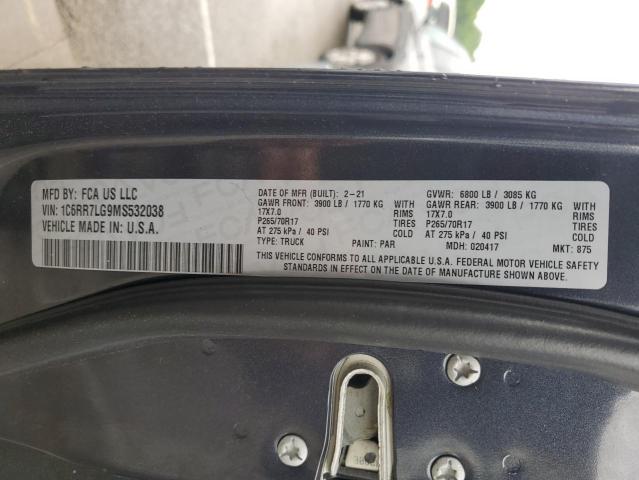 MFD BY: FCA US LLC
VIN: 1C6RR7LG9MS532038
VEHICLE MADE IN: U.S.A.
DATE OF MFR (BUILT): 2-21 GVWR: 6800 LB / 3085 KG
GAWR FRONT: 3900 LB / 1770 KG GAWR REAR: 3900 LB / 1770 KG
17X7.0 RIMS 17X7.0 RIMS
P265/70R17 TIRES P265/70R17 TIRES
AT 275 kPA / 40 PSI COLD AT 275 kPA / 40 PSI COLD
TYPE: TRUCK PAINT: PAR MDH: 020417 MKT: 875
THIS VEHICLE CONFORMS TO ALL APPLICABLE U.S.A. FEDERAL MOTOR VEHICLE SAFETY
STANDARDS IN EFFECT ON THE DATE OF MANUFACTURE SHOWN ABOVE.